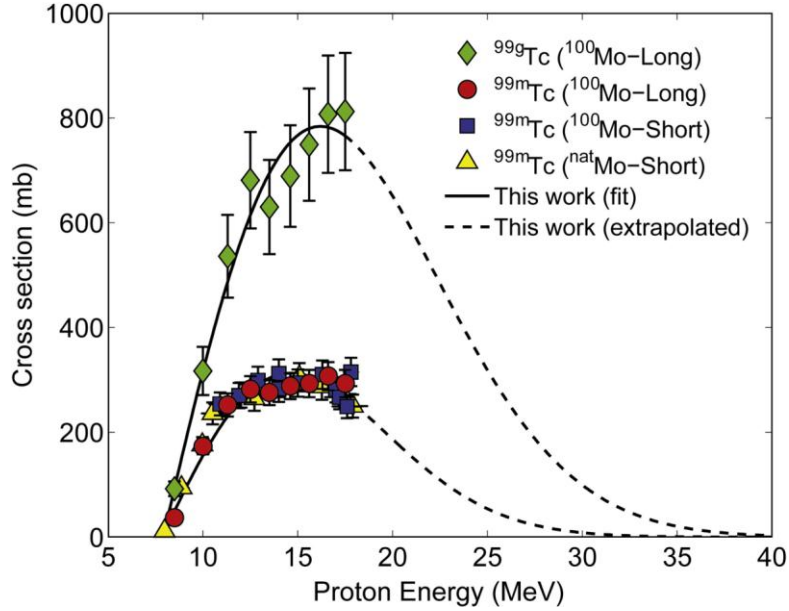 1000
800
600
400
200
0
Cross section (mb)
⁹⁹ᵍTc (¹⁰⁰Mo−Long)
⁹⁹ᵐTc (¹⁰⁰Mo−Long)
⁹⁹ᵐTc (¹⁰⁰Mo−Short)
⁹⁹ᵐTc (ⁿᵃᵗMo−Short)
This work (fit)
This work (extrapolated)
5 10 15 20 25 30 35 40
Proton Energy (MeV)